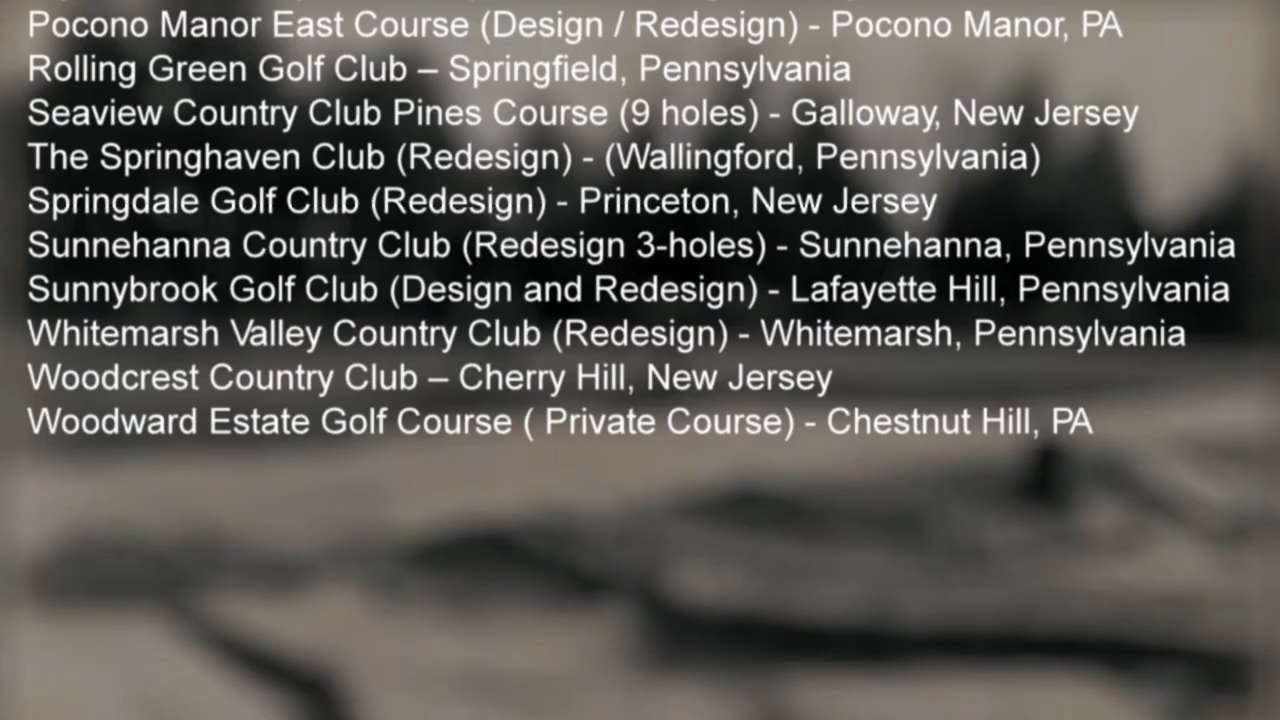 Pocono Manor East Course (Design / Redesign) - Pocono Manor, PA
Rolling Green Golf Club – Springfield, Pennsylvania
Seaview Country Club Pines Course (9 holes) - Galloway, New Jersey
The Springhaven Club (Redesign) - (Wallingford, Pennsylvania)
Springdale Golf Club (Redesign) - Princeton, New Jersey
Sunnehanna Country Club (Redesign 3-holes) - Sunnehanna, Pennsylvania
Sunnybrook Golf Club (Design and Redesign) - Lafayette Hill, Pennsylvania
Whitemarsh Valley Country Club (Redesign) - Whitemarsh, Pennsylvania
Woodcrest Country Club – Cherry Hill, New Jersey
Woodward Estate Golf Course ( Private Course) - Chestnut Hill, PA